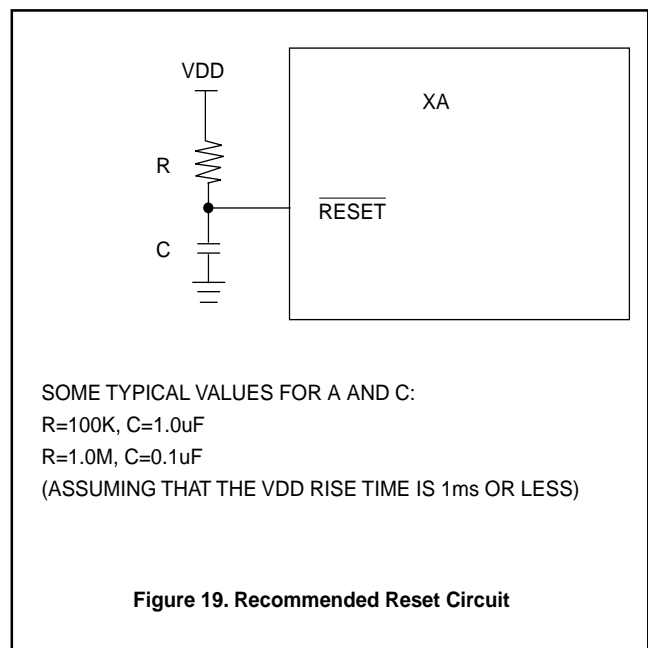 VDD
XA
R
RESET
C
SOME TYPICAL VALUES FOR A AND C:
R=100K, C=1.0uF
R=1.0M, C=0.1uF
(ASSUMING THAT THE VDD RISE TIME IS 1ms OR LESS)
Figure 19. Recommended Reset Circuit